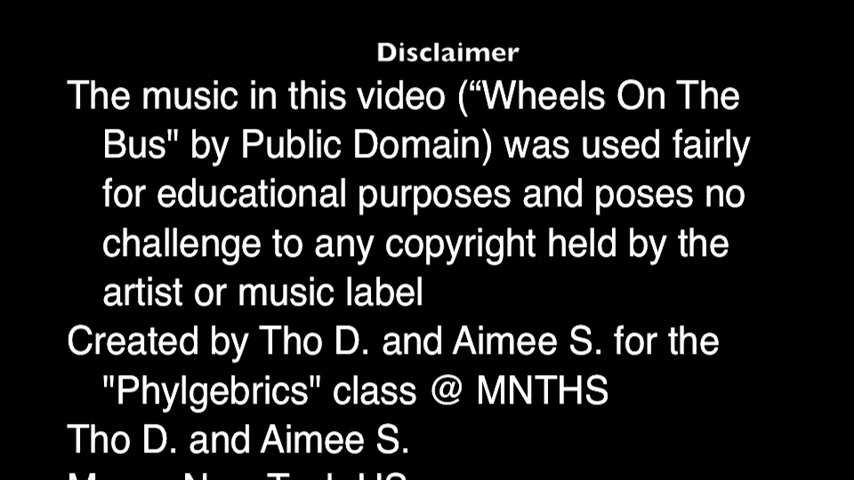 Disclaimer
The music in this video (“Wheels On The
Bus" by Public Domain) was used fairly
for educational purposes and poses no
challenge to any copyright held by the
artist or music label
Created by Tho D. and Aimee S. for the
"Phylgebrics" class @ MNTHS
Tho D. and Aimee S.